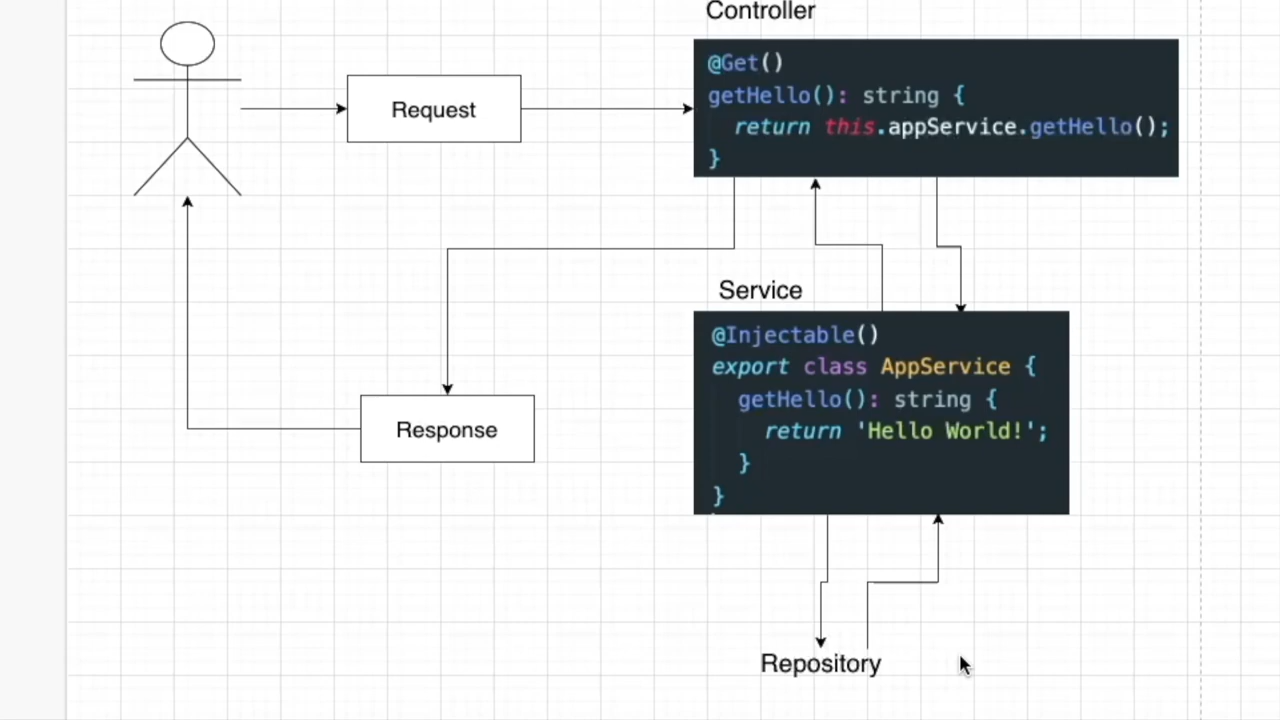 Controller
@Get()
getHello(): string {
return this.appService.getHello();
}
Request
Service
@Injectable()
export class AppService {
getHello(): string {
return 'Hello World!';
}
}
Response
Repository